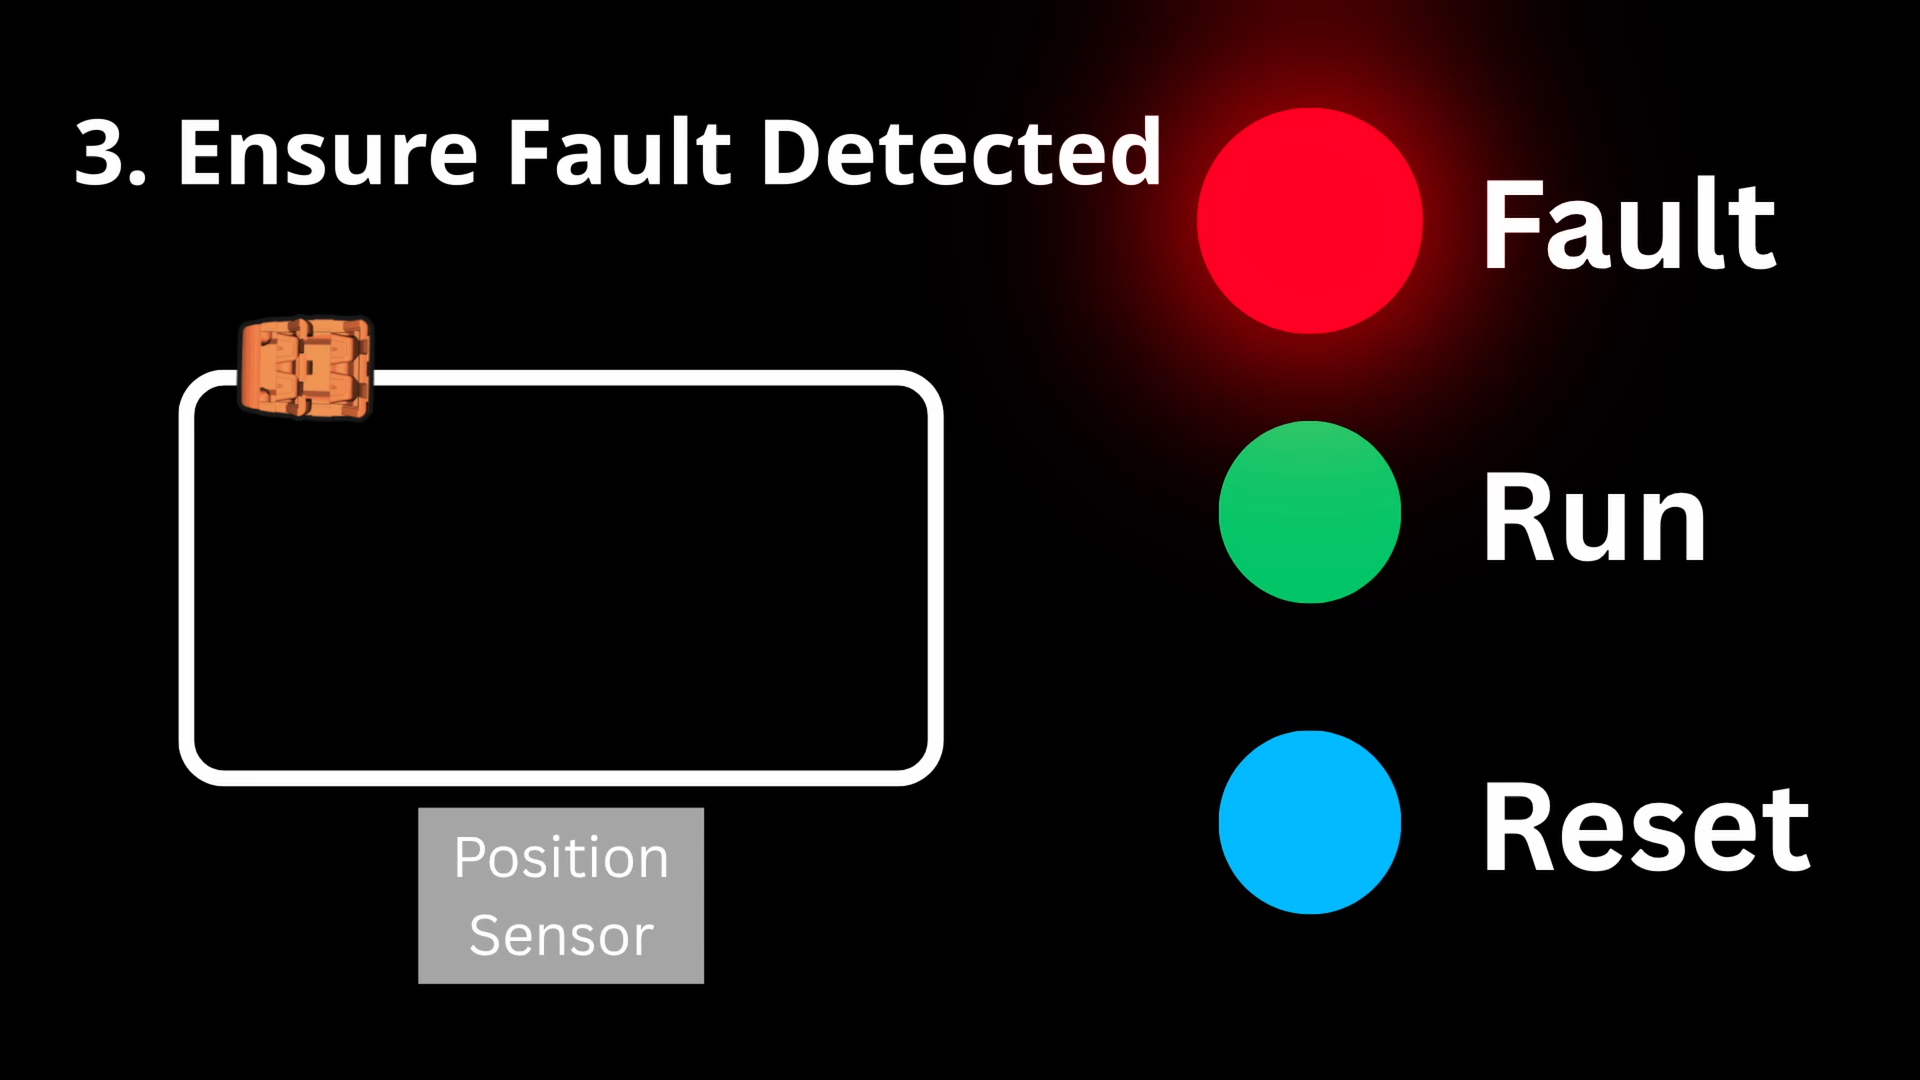 3. Ensure Fault Detected
Fault
Run
Reset
Position
Sensor